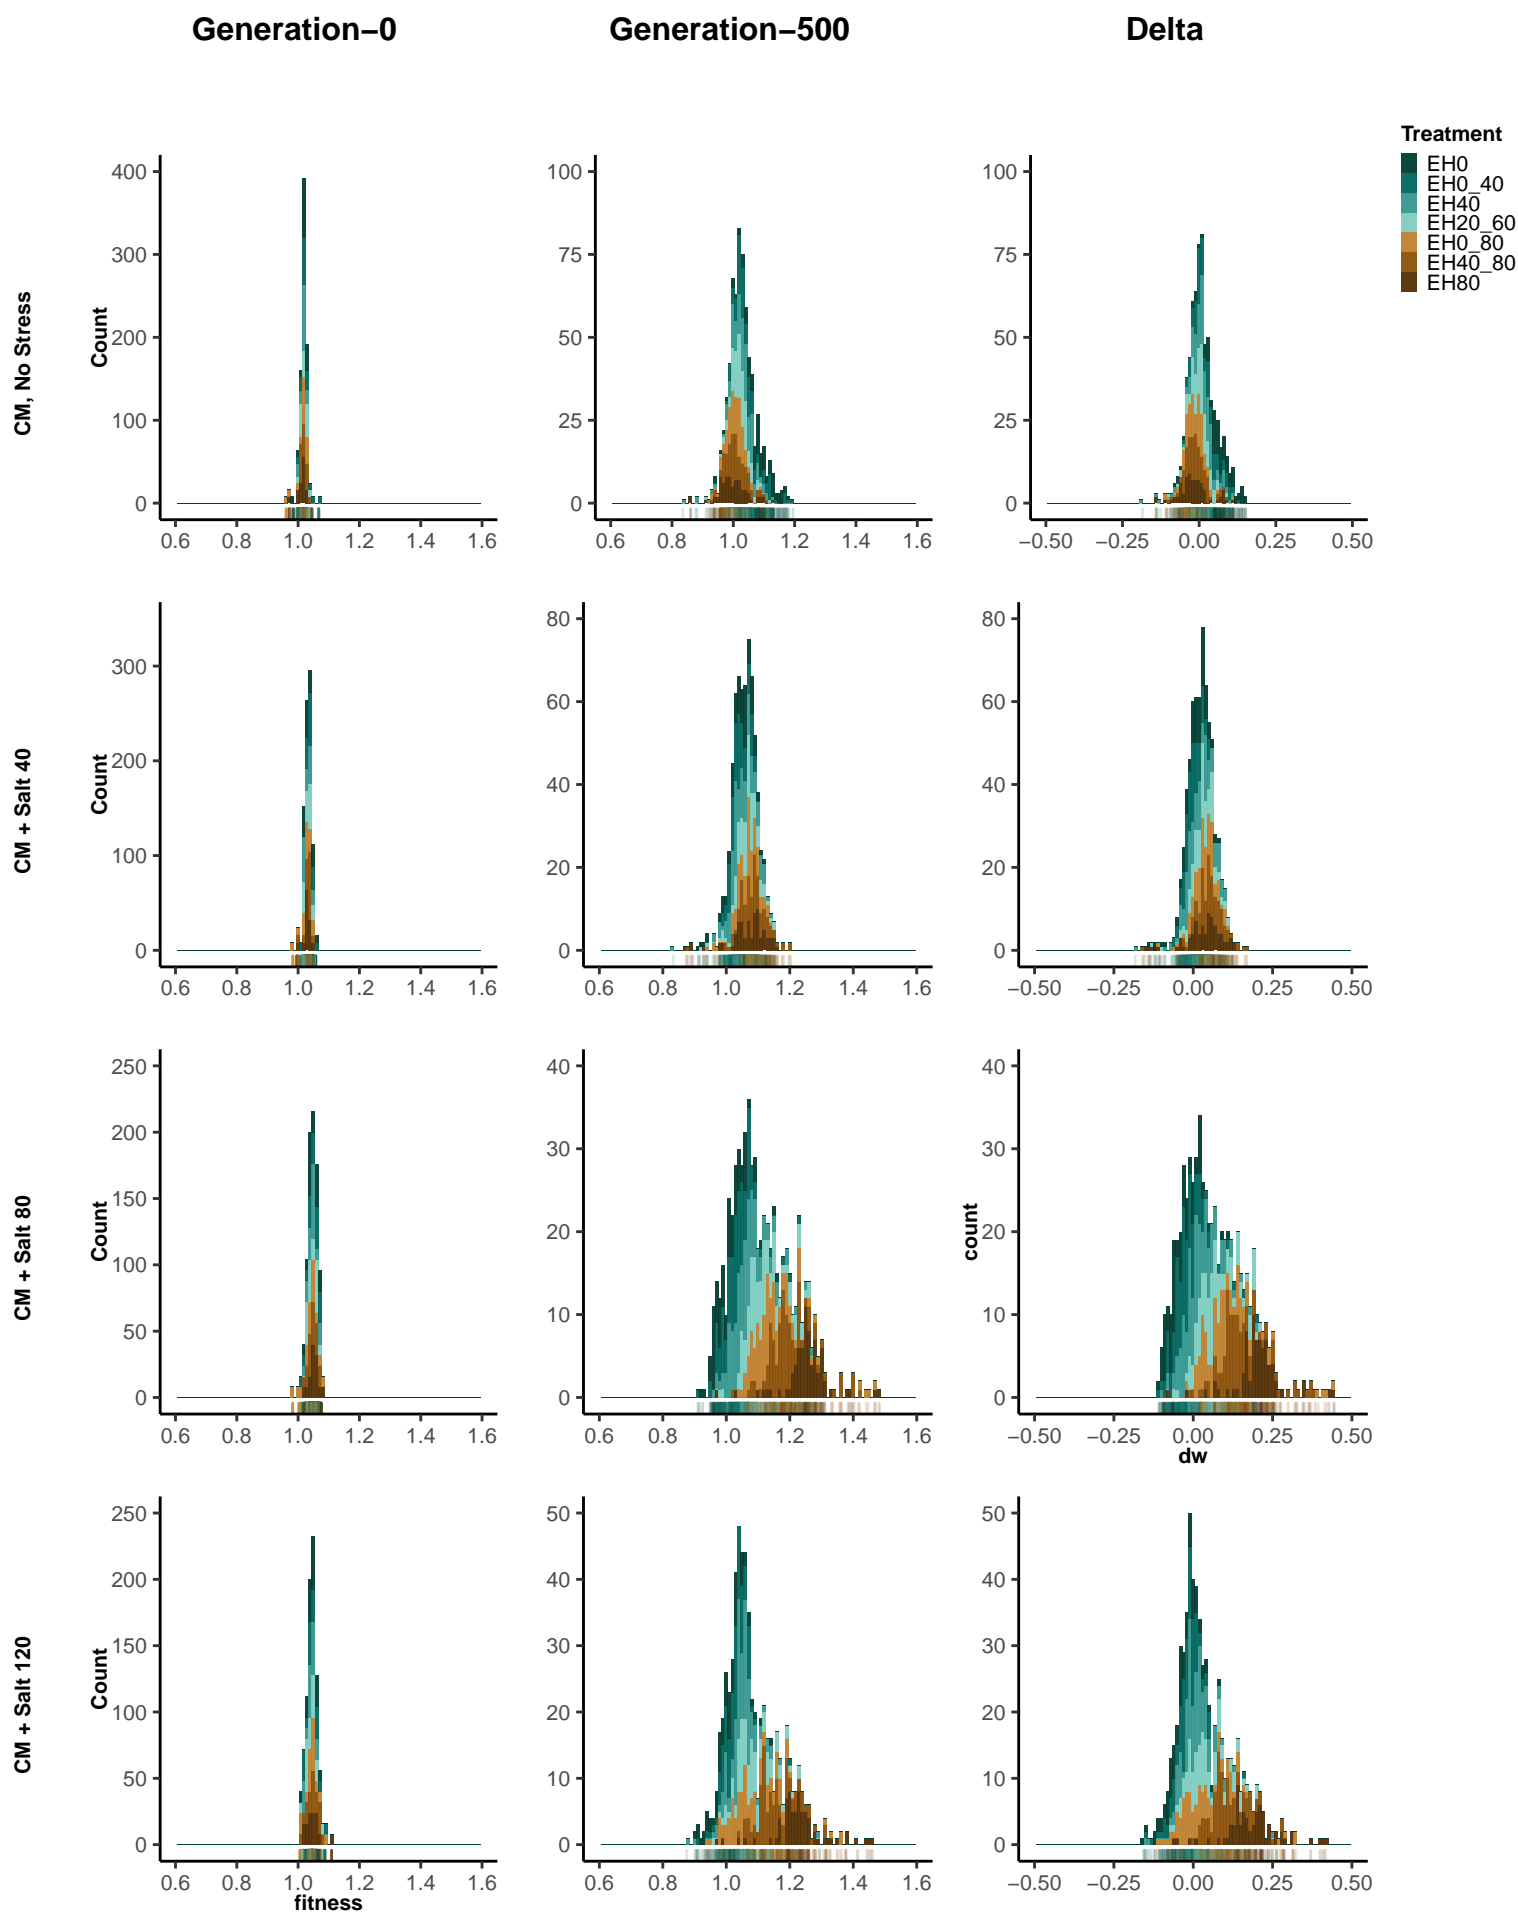 Generation−0 Generation−500 Delta
Treatment
EH0
EH0_40
EH40
EH20_60
EH0_80
EH40_80
EH80
CM, No Stress
Count
400
300
200
100
0
0.6 0.8 1.0 1.2 1.4 1.6
100
75
50
25
0
0.6 0.8 1.0 1.2 1.4 1.6
100
75
50
25
0
−0.50 −0.25 0.00 0.25 0.50
CM + Salt 40
Count
300
200
100
0
0.6 0.8 1.0 1.2 1.4 1.6
80
60
40
20
0
0.6 0.8 1.0 1.2 1.4 1.6
80
60
40
20
0
−0.50 −0.25 0.00 0.25 0.50
CM + Salt 80
Count
250
200
150
100
50
0
0.6 0.8 1.0 1.2 1.4 1.6
40
30
20
10
0
0.6 0.8 1.0 1.2 1.4 1.6
count
40
30
20
10
0
−0.50 −0.25 0.00 0.25 0.50
dw
CM + Salt 120
Count
250
200
150
100
50
0
0.6 0.8 1.0 1.2 1.4 1.6
fitness
50
40
30
20
10
0
0.6 0.8 1.0 1.2 1.4 1.6
50
40
30
20
10
0
−0.50 −0.25 0.00 0.25 0.50